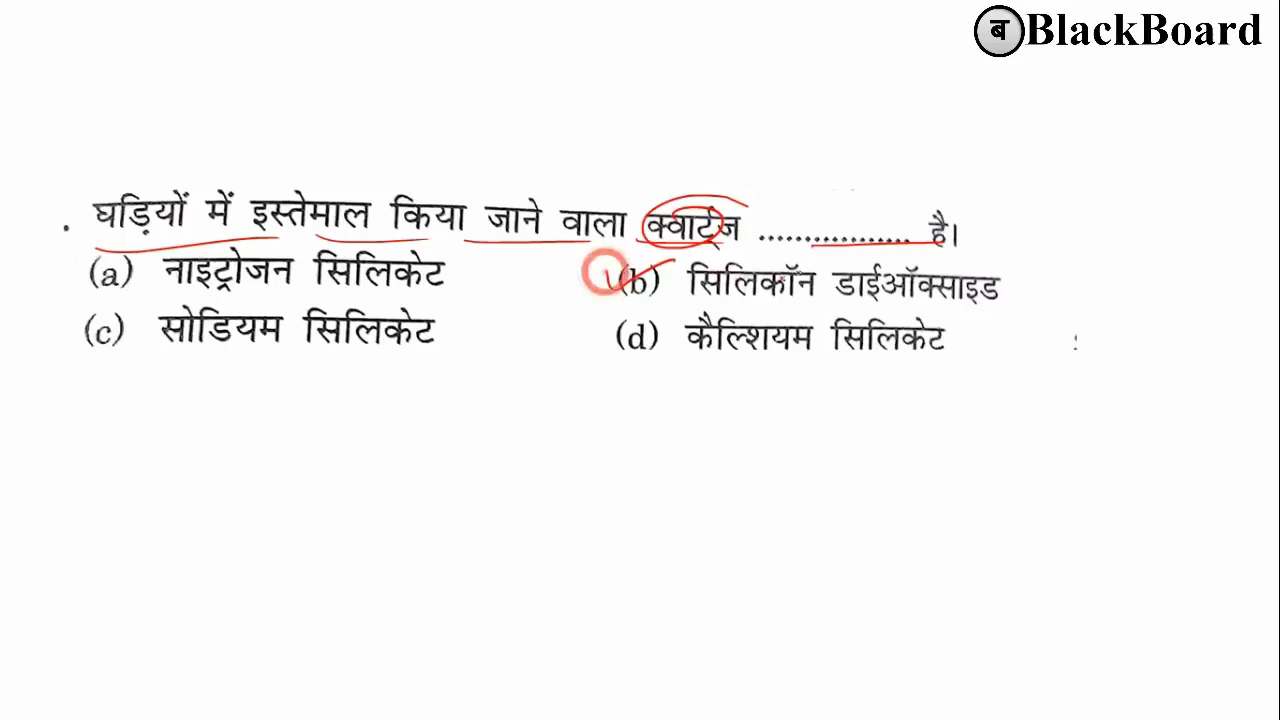 ब BlackBoard
. घड़ियों में इस्तेमाल किया जाने वाला क्वार्ट्ज ................. है।
(a) नाइट्रोजन सिलिकेट (b) सिलिकॉन डाईऑक्साइड
(c) सोडियम सिलिकेट (d) कैल्शियम सिलिकेट